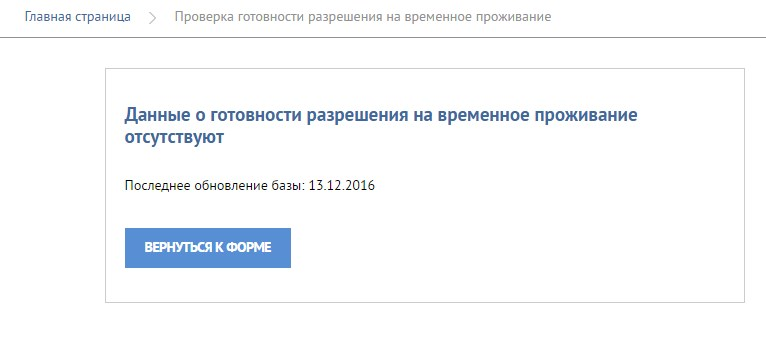 Главная страница > Проверка готовности разрешения на временное проживание
Данные о готовности разрешения на временное проживание
отсутствуют
Последнее обновление базы: 13.12.2016
ВЕРНУТЬСЯ К ФОРМЕ